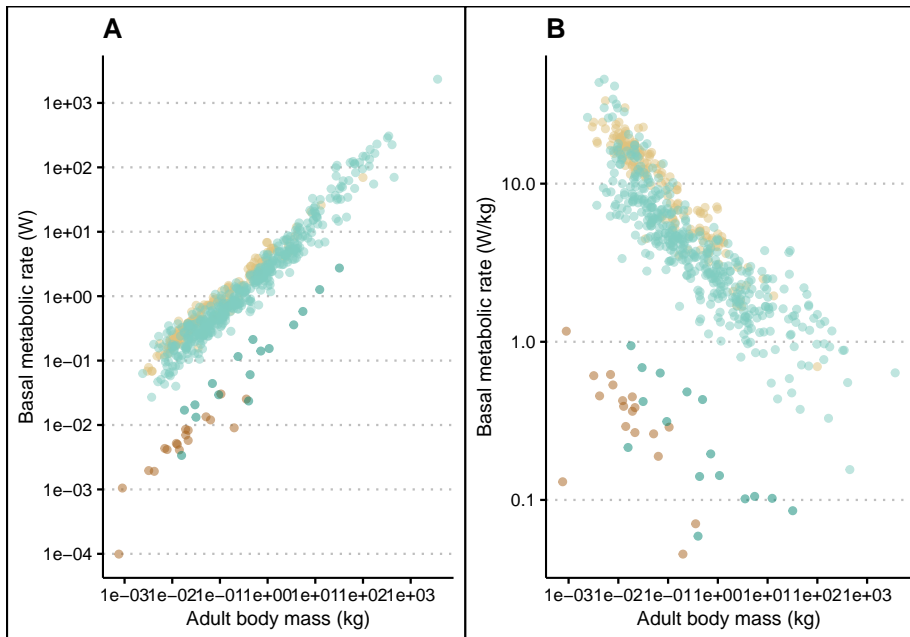 A
Basal metabolic rate (W)
1e+03
1e+02
1e+01
1e+00
1e−01
1e−02
1e−03
1e−04
1e−031e−021e−011e+001e+011e+021e+03
Adult body mass (kg)
B
Basal metabolic rate (W/kg)
10.0
1.0
0.1
1e−031e−021e−011e+001e+011e+021e+03
Adult body mass (kg)